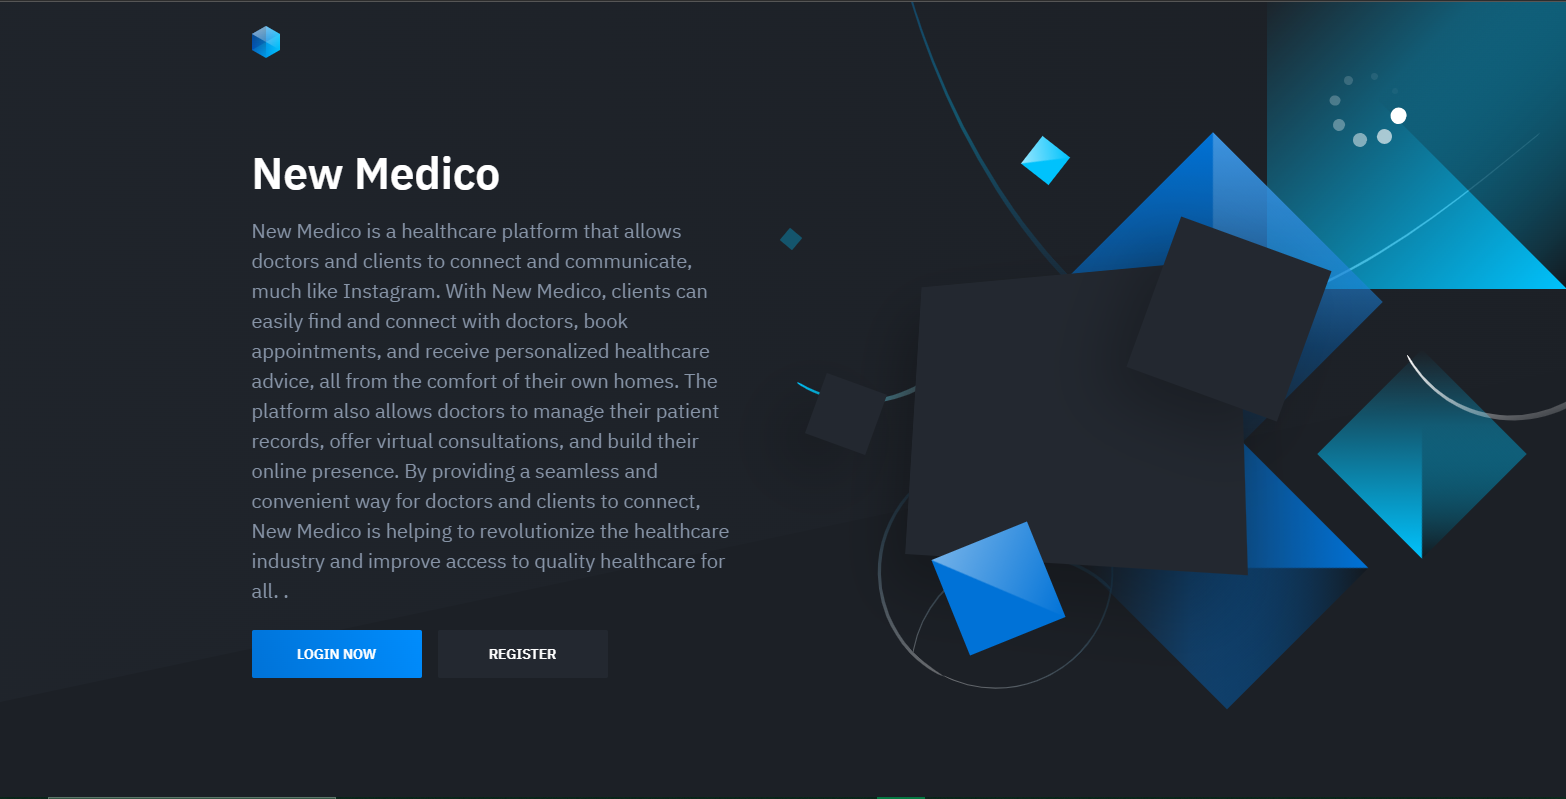 New Medico
New Medico is a healthcare platform that allows
doctors and clients to connect and communicate,
much like Instagram. With New Medico, clients can
easily find and connect with doctors, book
appointments, and receive personalized healthcare
advice, all from the comfort of their own homes. The
platform also allows doctors to manage their patient
records, offer virtual consultations, and build their
online presence. By providing a seamless and
convenient way for doctors and clients to connect,
New Medico is helping to revolutionize the healthcare
industry and improve access to quality healthcare for
all. .
LOGIN NOW
REGISTER